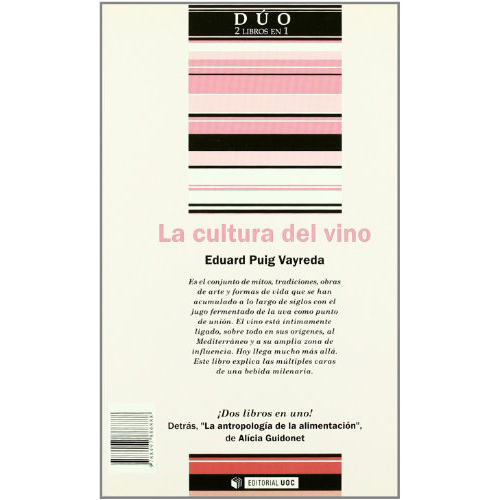 DÚO
2 LIBROS EN 1
La cultura del vino
Eduard Puig Vayreda
Es el conjunto de mitos, tradiciones, obras
de arte y formas de vida que se han
acumulado a lo largo de siglos con el
jugo fermentado de la uva como punto
de unión. El vino está íntimamente
ligado, sobre todo en sus orígenes, al
Mediterráneo y a su amplia zona de
influencia. Hoy llega mucho más allá.
Este libro explica las múltiples caras
de una bebida milenaria.
¡Dos libros en uno!
Detrás, "La antropología de la alimentación",
de Alícia Guidonet
EDITORIAL UOC